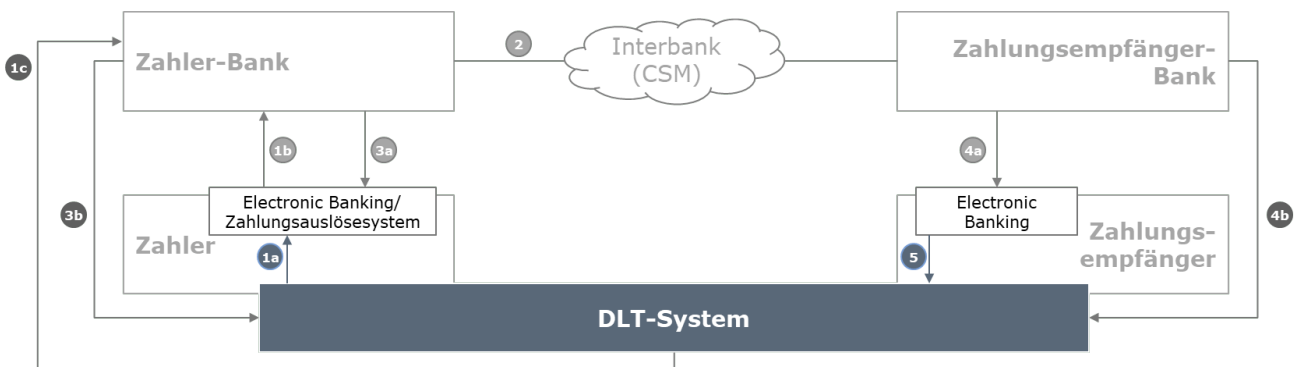 1c
Zahler-Bank
2
Interbank
(CSM)
Zahlungsempfänger-
Bank
1b
3a
4a
3b
Electronic Banking/
Zahlungsauslösesystem
Electronic
Banking
4b
Zahler
1a
5
Zahlungs-
empfänger
DLT-System